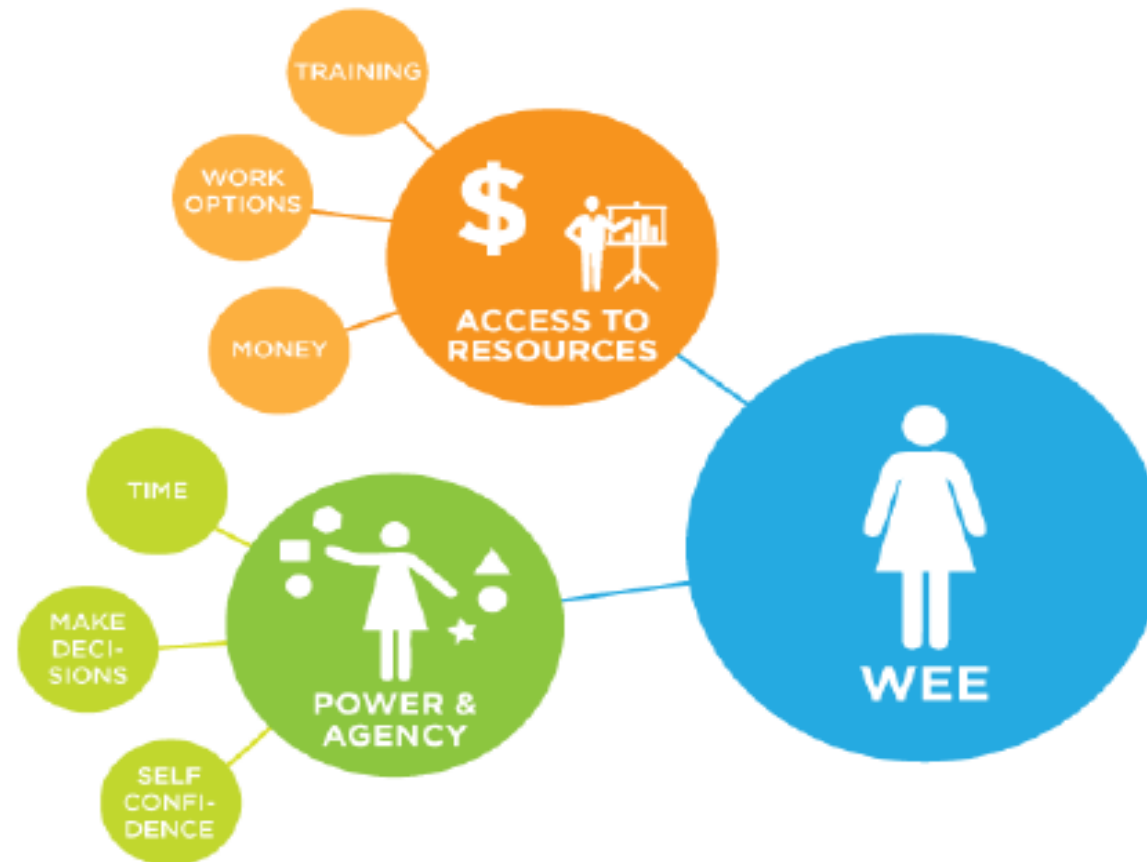 TRAINING
WORK
OPTIONS
MONEY
$
ACCESS TO
RESOURCES
TIME
MAKE
DECI-
SIONS
SELF
CONFI-
DENCE
POWER &
AGENCY
WEE